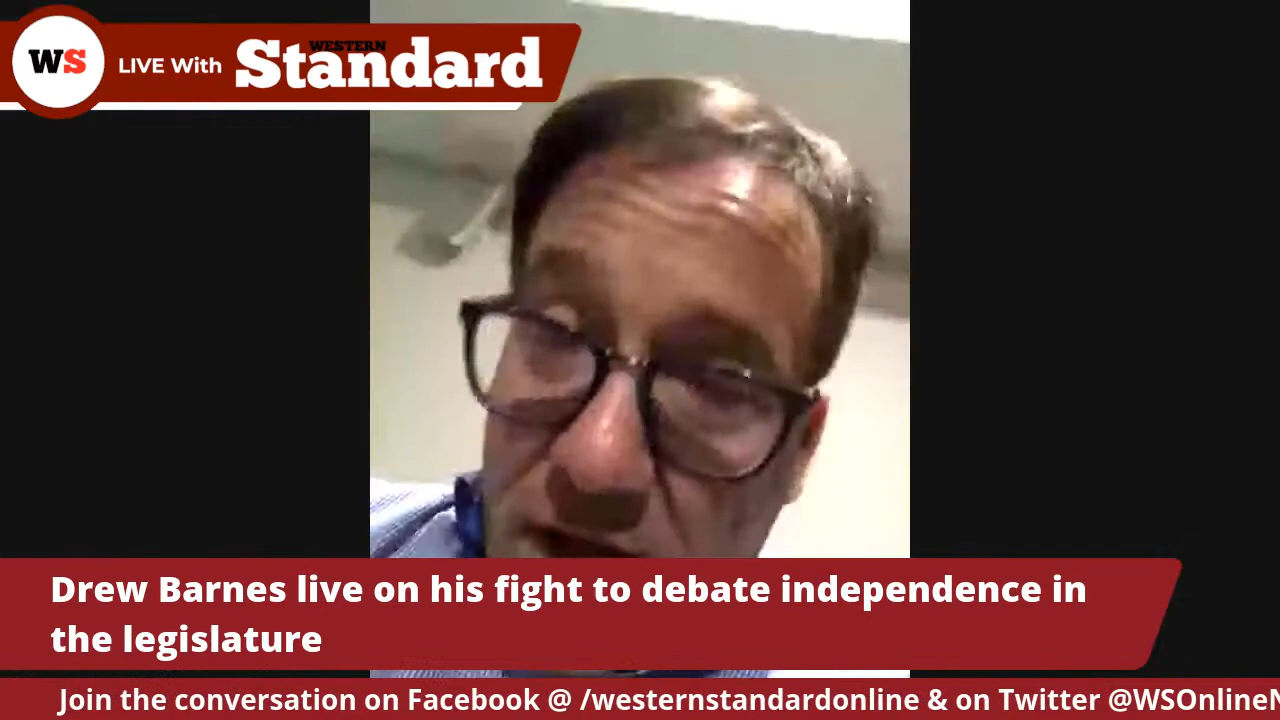 WS
LIVE With
WESTERN
Standard
Drew Barnes live on his fight to debate independence in
the legislature
Join the conversation on Facebook @ /westernstandardonline & on Twitter @WSOnlineN